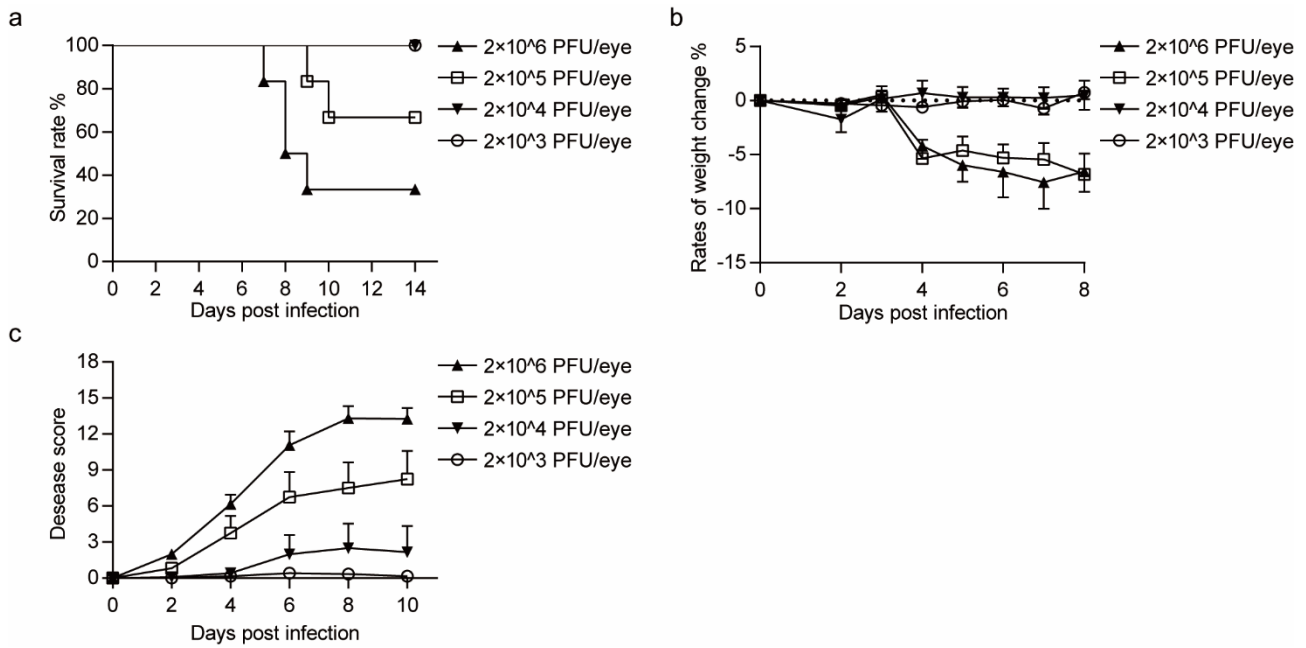 a
100
80
60
40
20
0
Survival rate %
0 2 4 6 8 10 12 14
Days post infection
2×10^6 PFU/eye
2×10^5 PFU/eye
2×10^4 PFU/eye
2×10^3 PFU/eye
b
5
0
-5
-10
-15
Rates of weight change %
0 2 4 6 8
Days post infection
2×10^6 PFU/eye
2×10^5 PFU/eye
2×10^4 PFU/eye
2×10^3 PFU/eye
c
18
15
12
9
6
3
0
Desease score
0 2 4 6 8 10
Days post infection
2×10^6 PFU/eye
2×10^5 PFU/eye
2×10^4 PFU/eye
2×10^3 PFU/eye